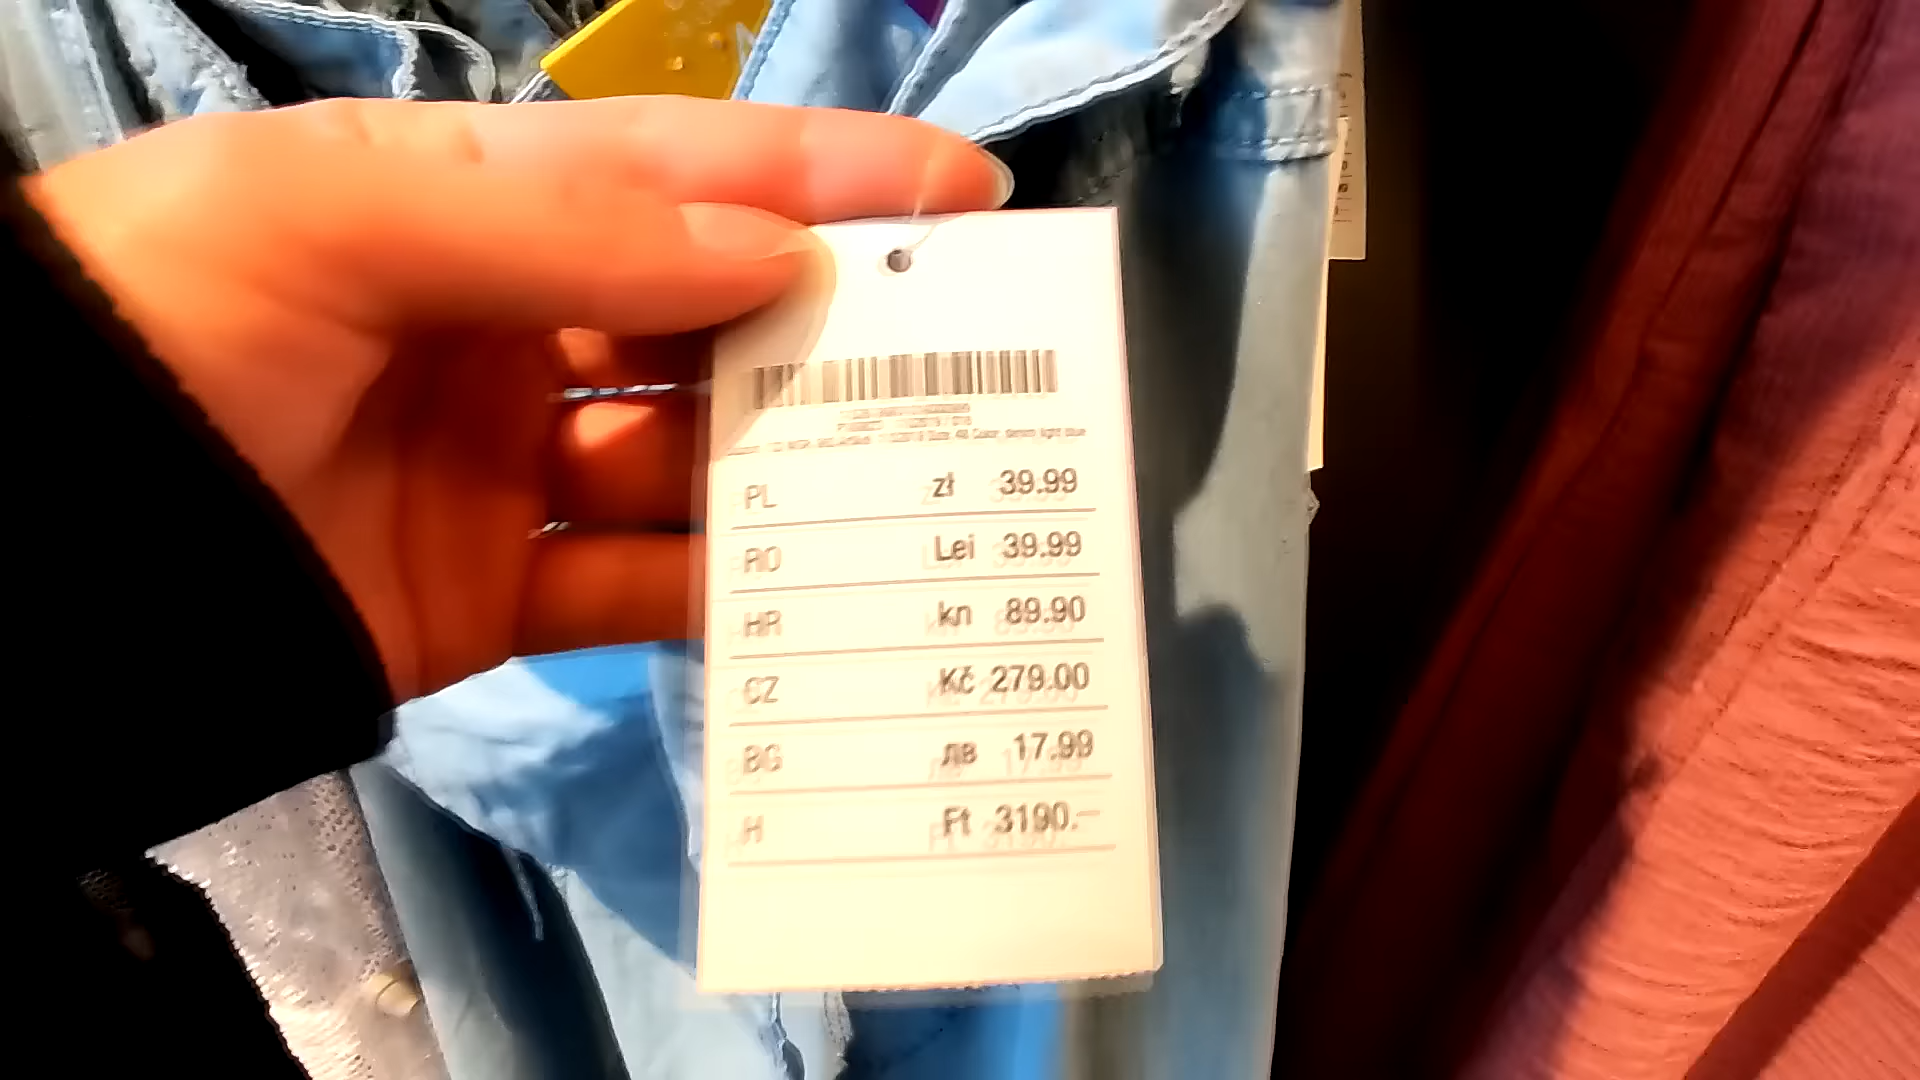 PL zł 39.99
RO Lei 39.99
HR kn 89.90
CZ Kč 279.00
BG лв 17.99
H Ft 3190.–